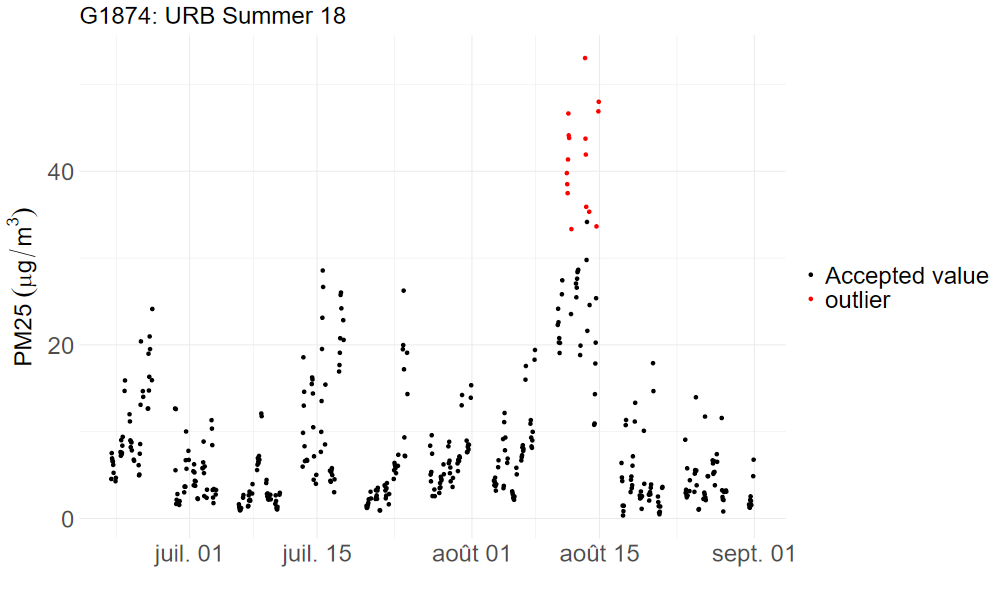 G1874: URB Summer 18
PM25 (μg/m³)
40
20
0
juil. 01 juil. 15 août 01 août 15 sept. 01
Accepted value
outlier